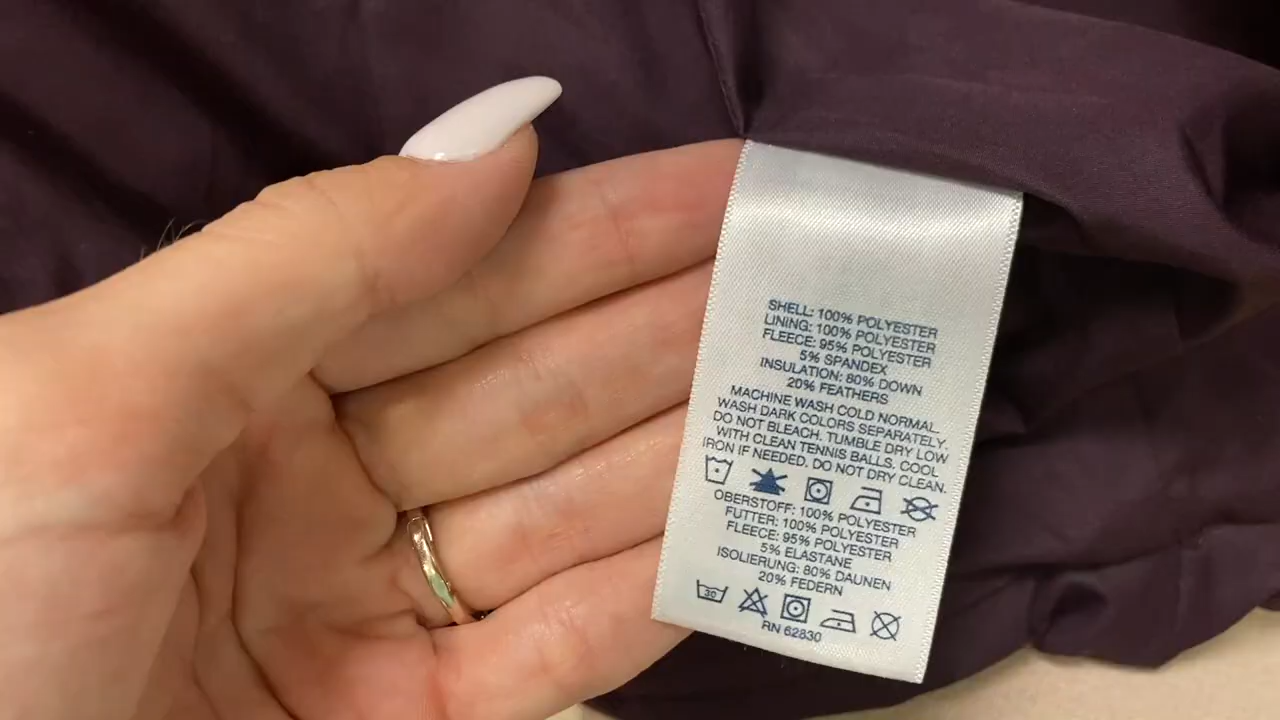 SHELL: 100% POLYESTER
LINING: 100% POLYESTER
FLEECE: 95% POLYESTER
5% SPANDEX
INSULATION: 80% DOWN
20% FEATHERS
MACHINE WASH COLD NORMAL.
WASH DARK COLORS SEPARATELY.
DO NOT BLEACH. TUMBLE DRY LOW
WITH CLEAN TENNIS BALLS. COOL
IRON IF NEEDED. DO NOT DRY CLEAN.
OBERSTOFF: 100% POLYESTER
FUTTER: 100% POLYESTER
FLEECE: 95% POLYESTER
5% ELASTANE
ISOLIERUNG: 80% DAUNEN
20% FEDERN
30
RN 62830